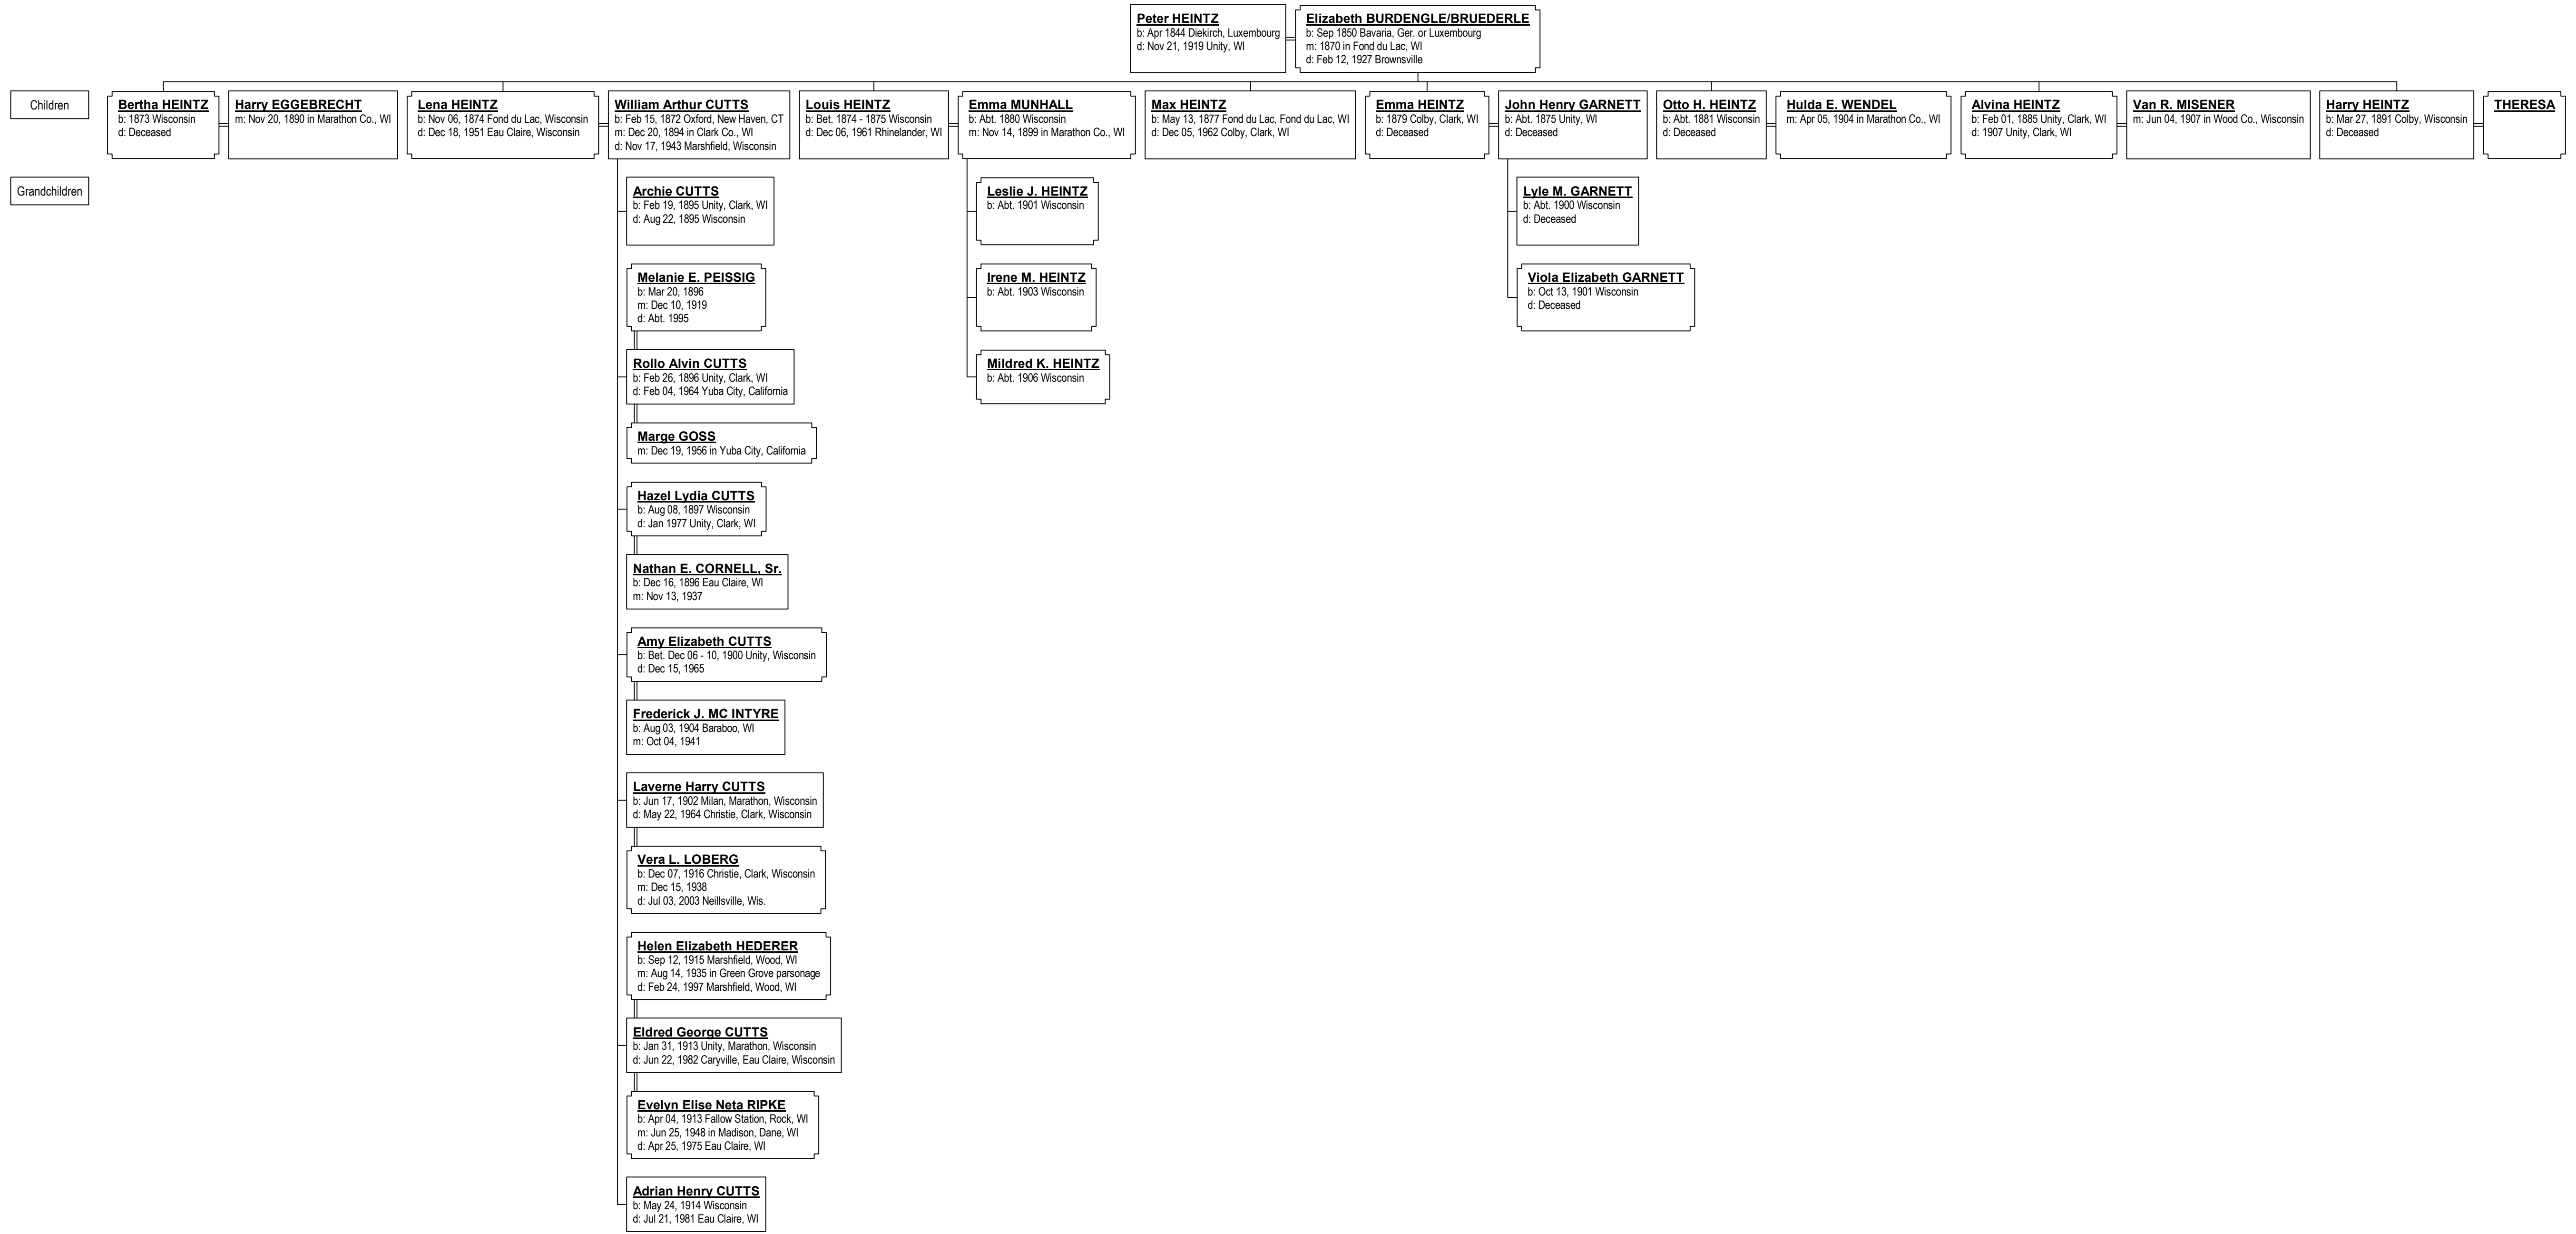 Peter HEINTZ
b: Apr 1844 Diekirch, Luxembourg
d: Nov 21, 1919 Unity, WI
Elizabeth BURDENGLE/BRUEDERLE
b: Sep 1850 Bavaria, Ger. or Luxembourg
m: 1870 in Fond du Lac, WI
d: Feb 12, 1927 Brownsville
Children
Bertha HEINTZ
b: 1873 Wisconsin
d: Deceased
Harry EGGEBRECHT
m: Nov 20, 1890 in Marathon Co., WI
Lena HEINTZ
b: Nov 06, 1874 Fond du Lac, Wisconsin
d: Dec 18, 1951 Eau Claire, Wisconsin
William Arthur CUTTS
b: Feb 15, 1872 Oxford, New Haven, CT
m: Dec 20, 1894 in Clark Co., WI
d: Nov 17, 1943 Marshfield, Wisconsin
Louis HEINTZ
b: Bet. 1874 - 1875 Wisconsin
d: Dec 06, 1961 Rhinelander, WI
Emma MUNHALL
b: Abt. 1880 Wisconsin
m: Nov 14, 1899 in Marathon Co., WI
Max HEINTZ
b: May 13, 1877 Fond du Lac, Fond du Lac, WI
d: Dec 05, 1962 Colby, Clark, WI
Emma HEINTZ
b: 1879 Colby, Clark, WI
d: Deceased
John Henry GARNETT
b: Abt. 1875 Unity, WI
d: Deceased
Otto H. HEINTZ
b: Abt. 1881 Wisconsin
d: Deceased
Hulda E. WENDEL
m: Apr 05, 1904 in Marathon Co., WI
Alvina HEINTZ
b: Feb 01, 1885 Unity, Clark, WI
d: 1907 Unity, Clark, WI
Van R. MISENER
m: Jun 04, 1907 in Wood Co., Wisconsin
Harry HEINTZ
b: Mar 27, 1891 Colby, Wisconsin
d: Deceased
THERESA
Grandchildren
Archie CUTTS
b: Feb 19, 1895 Unity, Clark, WI
d: Aug 22, 1895 Wisconsin
Melanie E. PEISSIG
b: Mar 20, 1896
m: Dec 10, 1919
d: Abt. 1995
Rollo Alvin CUTTS
b: Feb 26, 1896 Unity, Clark, WI
d: Feb 04, 1964 Yuba City, California
Marge GOSS
m: Dec 19, 1956 in Yuba City, California
Hazel Lydia CUTTS
b: Aug 08, 1897 Wisconsin
d: Jan 1977 Unity, Clark, WI
Nathan E. CORNELL, Sr.
b: Dec 16, 1896 Eau Claire, WI
m: Nov 13, 1937
Amy Elizabeth CUTTS
b: Bet. Dec 06 - 10, 1900 Unity, Wisconsin
d: Dec 15, 1965
Frederick J. MC INTYRE
b: Aug 03, 1904 Baraboo, WI
m: Oct 04, 1941
Laverne Harry CUTTS
b: Jun 17, 1902 Milan, Marathon, Wisconsin
d: May 22, 1964 Christie, Clark, Wisconsin
Vera L. LOBERG
b: Dec 07, 1916 Christie, Clark, Wisconsin
m: Dec 15, 1938
d: Jul 03, 2003 Neillsville, Wis.
Helen Elizabeth HEDERER
b: Sep 12, 1915 Marshfield, Wood, WI
m: Aug 14, 1935 in Green Grove parsonage
d: Feb 24, 1997 Marshfield, Wood, WI
Eldred George CUTTS
b: Jan 31, 1913 Unity, Marathon, Wisconsin
d: Jun 22, 1982 Caryville, Eau Claire, Wisconsin
Evelyn Elise Neta RIPKE
b: Apr 04, 1913 Fallow Station, Rock, WI
m: Jun 25, 1948 in Madison, Dane, WI
d: Apr 25, 1975 Eau Claire, WI
Adrian Henry CUTTS
b: May 24, 1914 Wisconsin
d: Jul 21, 1981 Eau Claire, WI
Leslie J. HEINTZ
b: Abt. 1901 Wisconsin
Irene M. HEINTZ
b: Abt. 1903 Wisconsin
Mildred K. HEINTZ
b: Abt. 1906 Wisconsin
Lyle M. GARNETT
b: Abt. 1900 Wisconsin
d: Deceased
Viola Elizabeth GARNETT
b: Oct 13, 1901 Wisconsin
d: Deceased